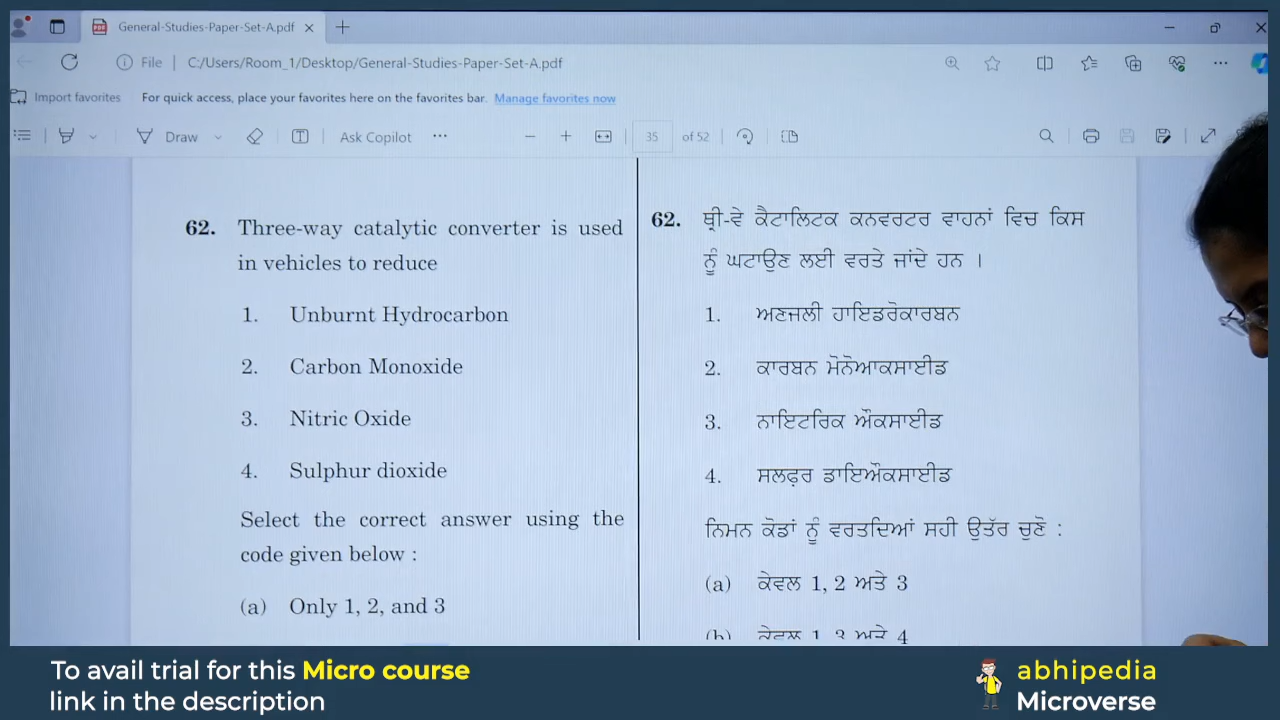 General-Studies-Paper-Set-A.pdf
File
C:/Users/Room_1/Desktop/General-Studies-Paper-Set-A.pdf
Import favorites
For quick access, place your favorites here on the favorites bar. Manage favorites now
Draw
Ask Copilot
35 of 52
62. Three-way catalytic converter is used
in vehicles to reduce
1. Unburnt Hydrocarbon
2. Carbon Monoxide
3. Nitric Oxide
4. Sulphur dioxide
Select the correct answer using the
code given below :
(a) Only 1, 2, and 3
62. ਥ੍ਰੀ-ਵੇ ਕੈਟਾਲਿਟਕ ਕਨਵਰਟਰ ਵਾਹਨਾਂ ਵਿਚ ਕਿਸ
ਨੂੰ ਘਟਾਉਣ ਲਈ ਵਰਤੇ ਜਾਂਦੇ ਹਨ ।
1. ਅਣਜਲੀ ਹਾਇਡਰੋਕਾਰਬਨ
2. ਕਾਰਬਨ ਮੋਨੋਆਕਸਾਈਡ
3. ਨਾਇਟਰਿਕ ਔਕਸਾਈਡ
4. ਸਲਫ਼ਰ ਡਾਇਔਕਸਾਈਡ
ਨਿਮਨ ਕੋਡਾਂ ਨੂੰ ਵਰਤਦਿਆਂ ਸਹੀ ਉਤੱਰ ਚੁਣੋ :
(a) ਕੇਵਲ 1, 2 ਅਤੇ 3
(b) ਕੇਵਲ 1, 3 ਅਤੇ 4
To avail trial for this Micro course
link in the description
abhipedia
Microverse